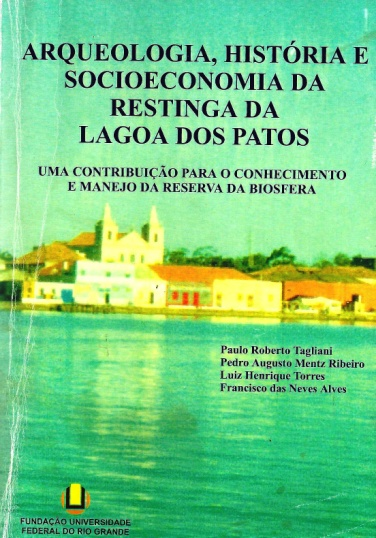 ARQUEOLOGIA, HISTÓRIA E
SOCIOECONOMIA DA
RESTINGA DA
LAGOA DOS PATOS
UMA CONTRIBUIÇÃO PARA O CONHECIMENTO
E MANEJO DA RESERVA DA BIOSFERA
Paulo Roberto Tagliani
Pedro Augusto Mentz Ribeiro
Luiz Henrique Torres
Francisco das Neves Alves
FUNDAÇÃO UNIVERSIDADE
FEDERAL DO RIO GRANDE